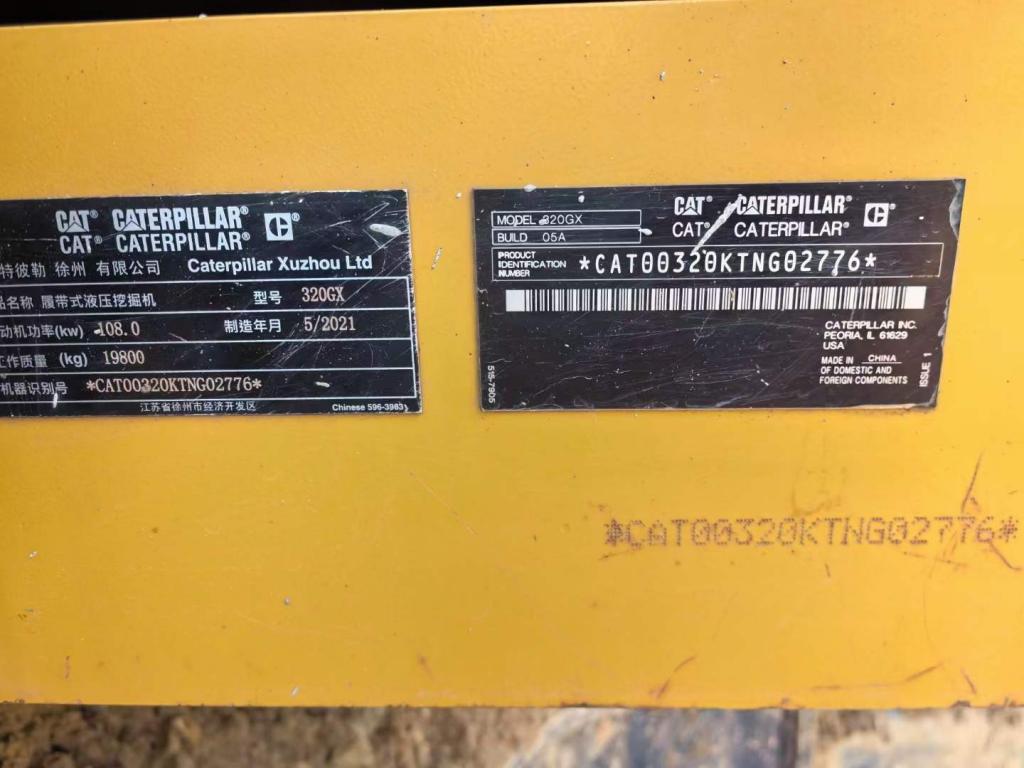 CAT® CATERPILLAR®
CAT® CATERPILLAR®
特彼勒 徐州 有限公司 Caterpillar Xuzhou Ltd
品名称 履带式液压挖掘机 型号 320GX
动机功率(kw) 108.0 制造年月 5/2021
工作质量 (kg) 19800
机器识别号 *CAT00320KTNG02776*
江苏省徐州市经济开发区 Chinese 596-3983
MODEL 320GX
BUILD 05A
CAT® CATERPILLAR®
CAT® CATERPILLAR®
PRODUCT
IDENTIFICATION
NUMBER
*CAT00320KTNG02776*
CATERPILLAR INC.
PEORIA, IL 61629
USA
MADE IN CHINA
OF DOMESTIC AND
FOREIGN COMPONENTS
515-7905
ISSUE 1
*CAT00320KTNG02776*